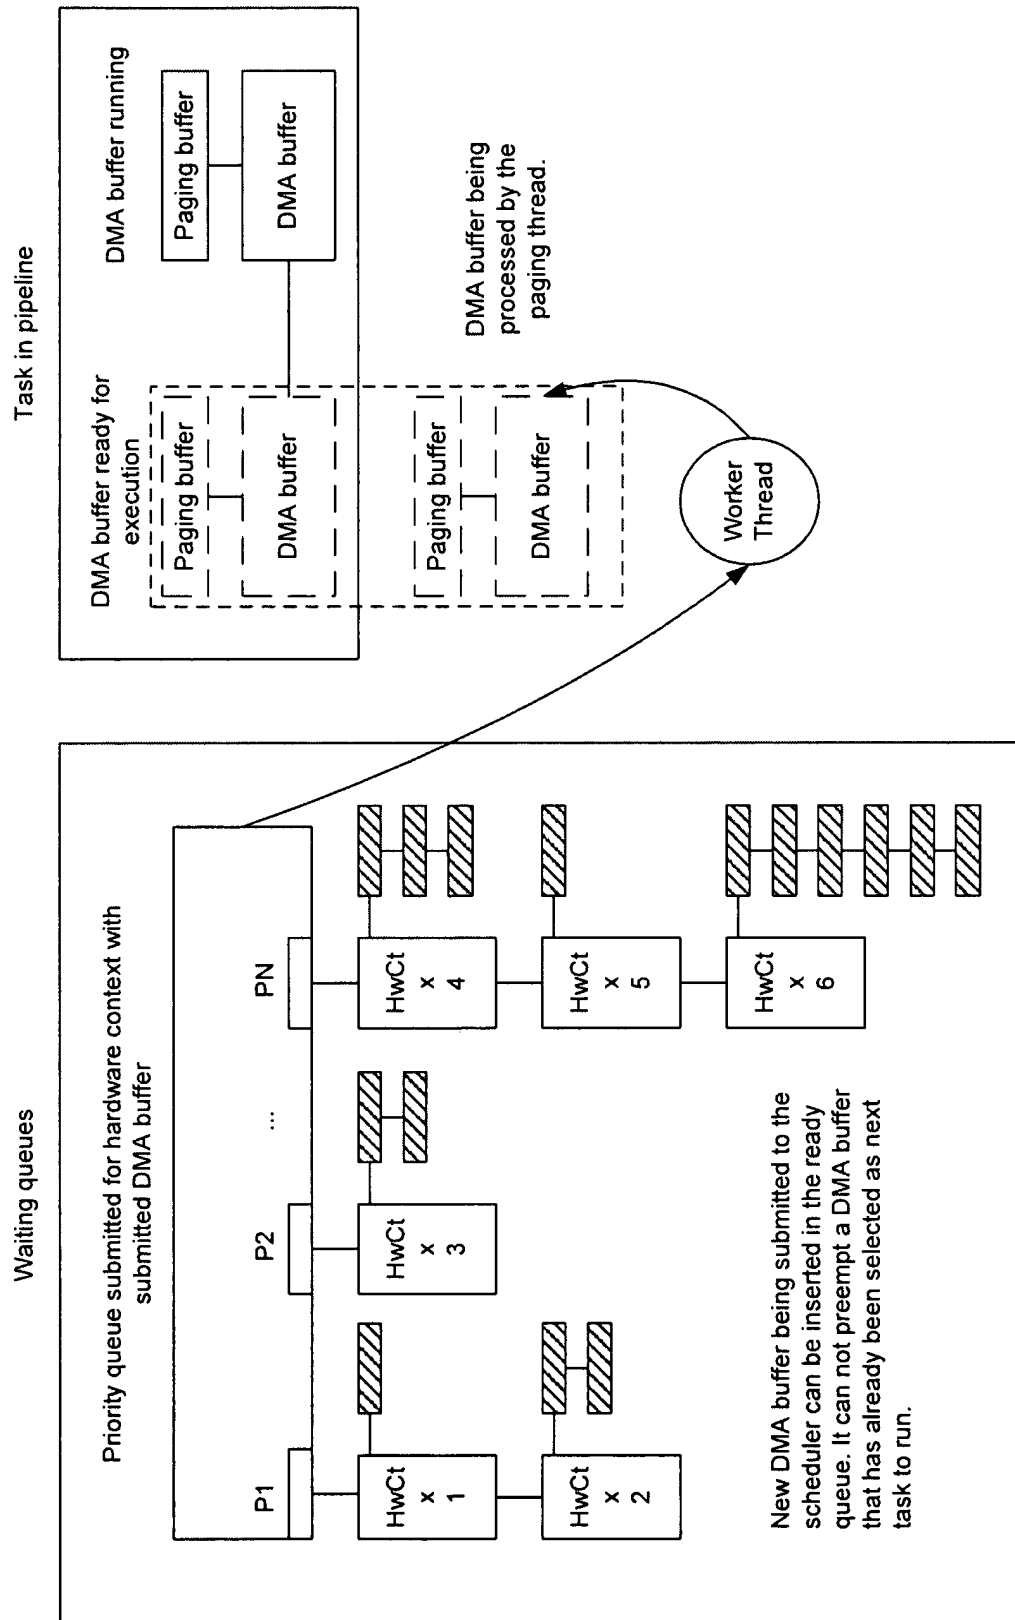 Waiting queues
Task in pipeline
Priority queue submitted for hardware context with
submitted DMA buffer
P1
P2
...
PN
HwCt
x
1
HwCt
x
2
HwCt
x
3
HwCt
x
4
HwCt
x
5
HwCt
x
6
New DMA buffer being submitted to the
scheduler can be inserted in the ready
queue. It can not preempt a DMA buffer
that has already been selected as next
task to run.
DMA buffer ready for
execution
Paging buffer
DMA buffer
DMA buffer running
Paging buffer
DMA buffer
Paging buffer
DMA buffer
DMA buffer being
processed by the
paging thread.
Worker
Thread